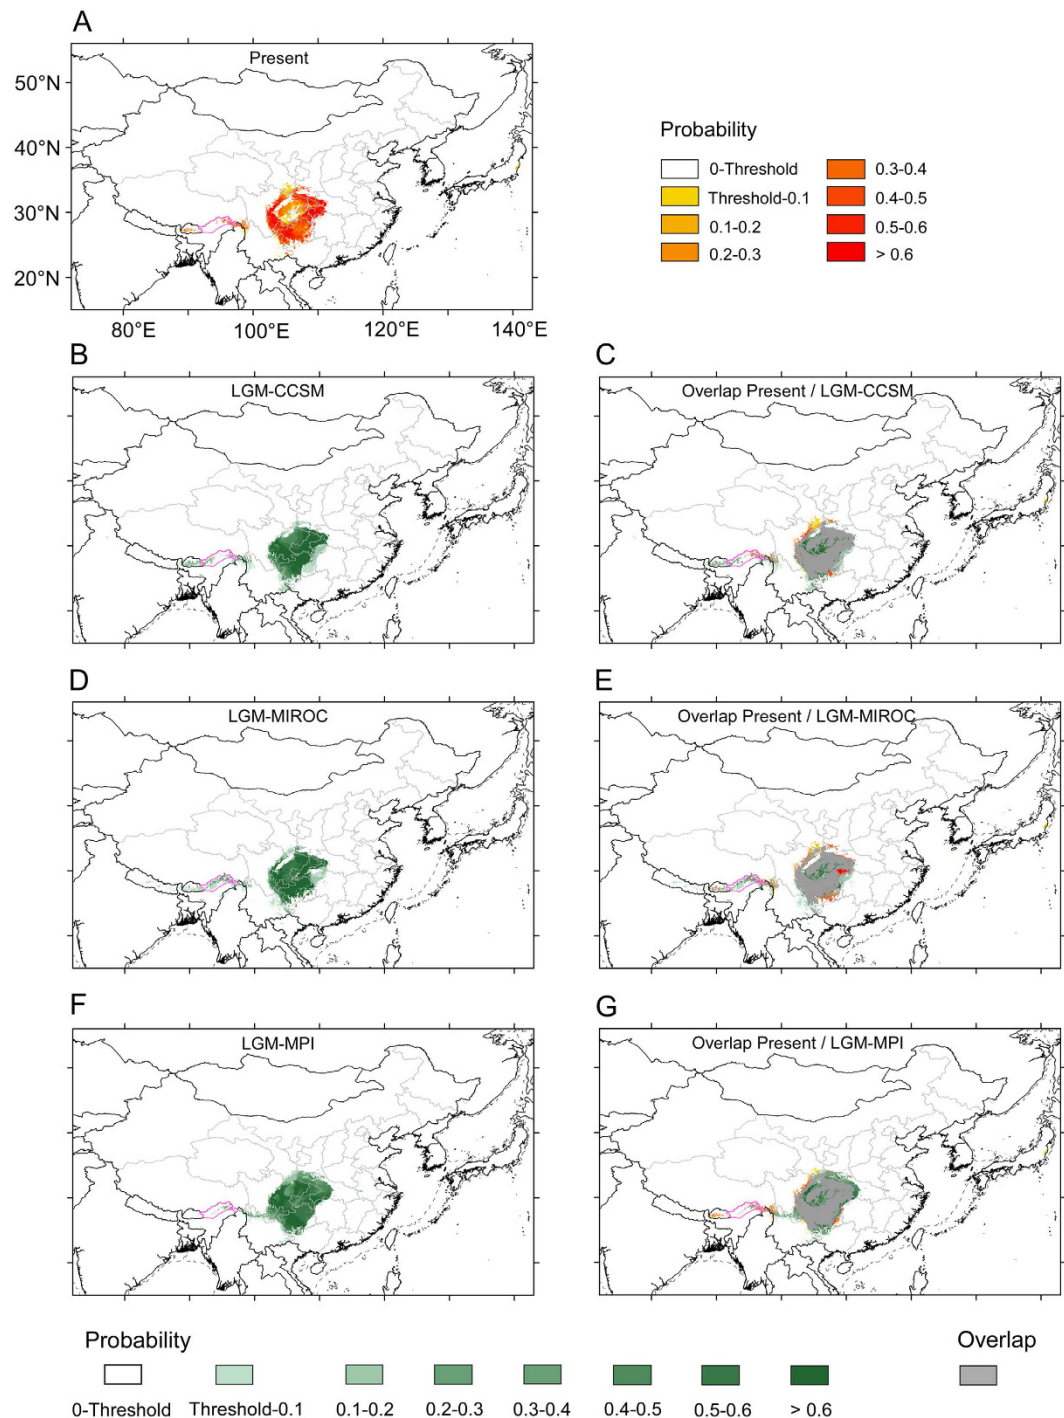 A
Present
50°N
40°N
30°N
20°N
80°E 100°E 120°E 140°E
Probability
0-Threshold 0.3-0.4
Threshold-0.1 0.4-0.5
0.1-0.2 0.5-0.6
0.2-0.3 > 0.6
B
LGM-CCSM
C
Overlap Present / LGM-CCSM
D
LGM-MIROC
E
Overlap Present / LGM-MIROC
F
LGM-MPI
G
Overlap Present / LGM-MPI
Probability Overlap
0-Threshold Threshold-0.1 0.1-0.2 0.2-0.3 0.3-0.4 0.4-0.5 0.5-0.6 > 0.6